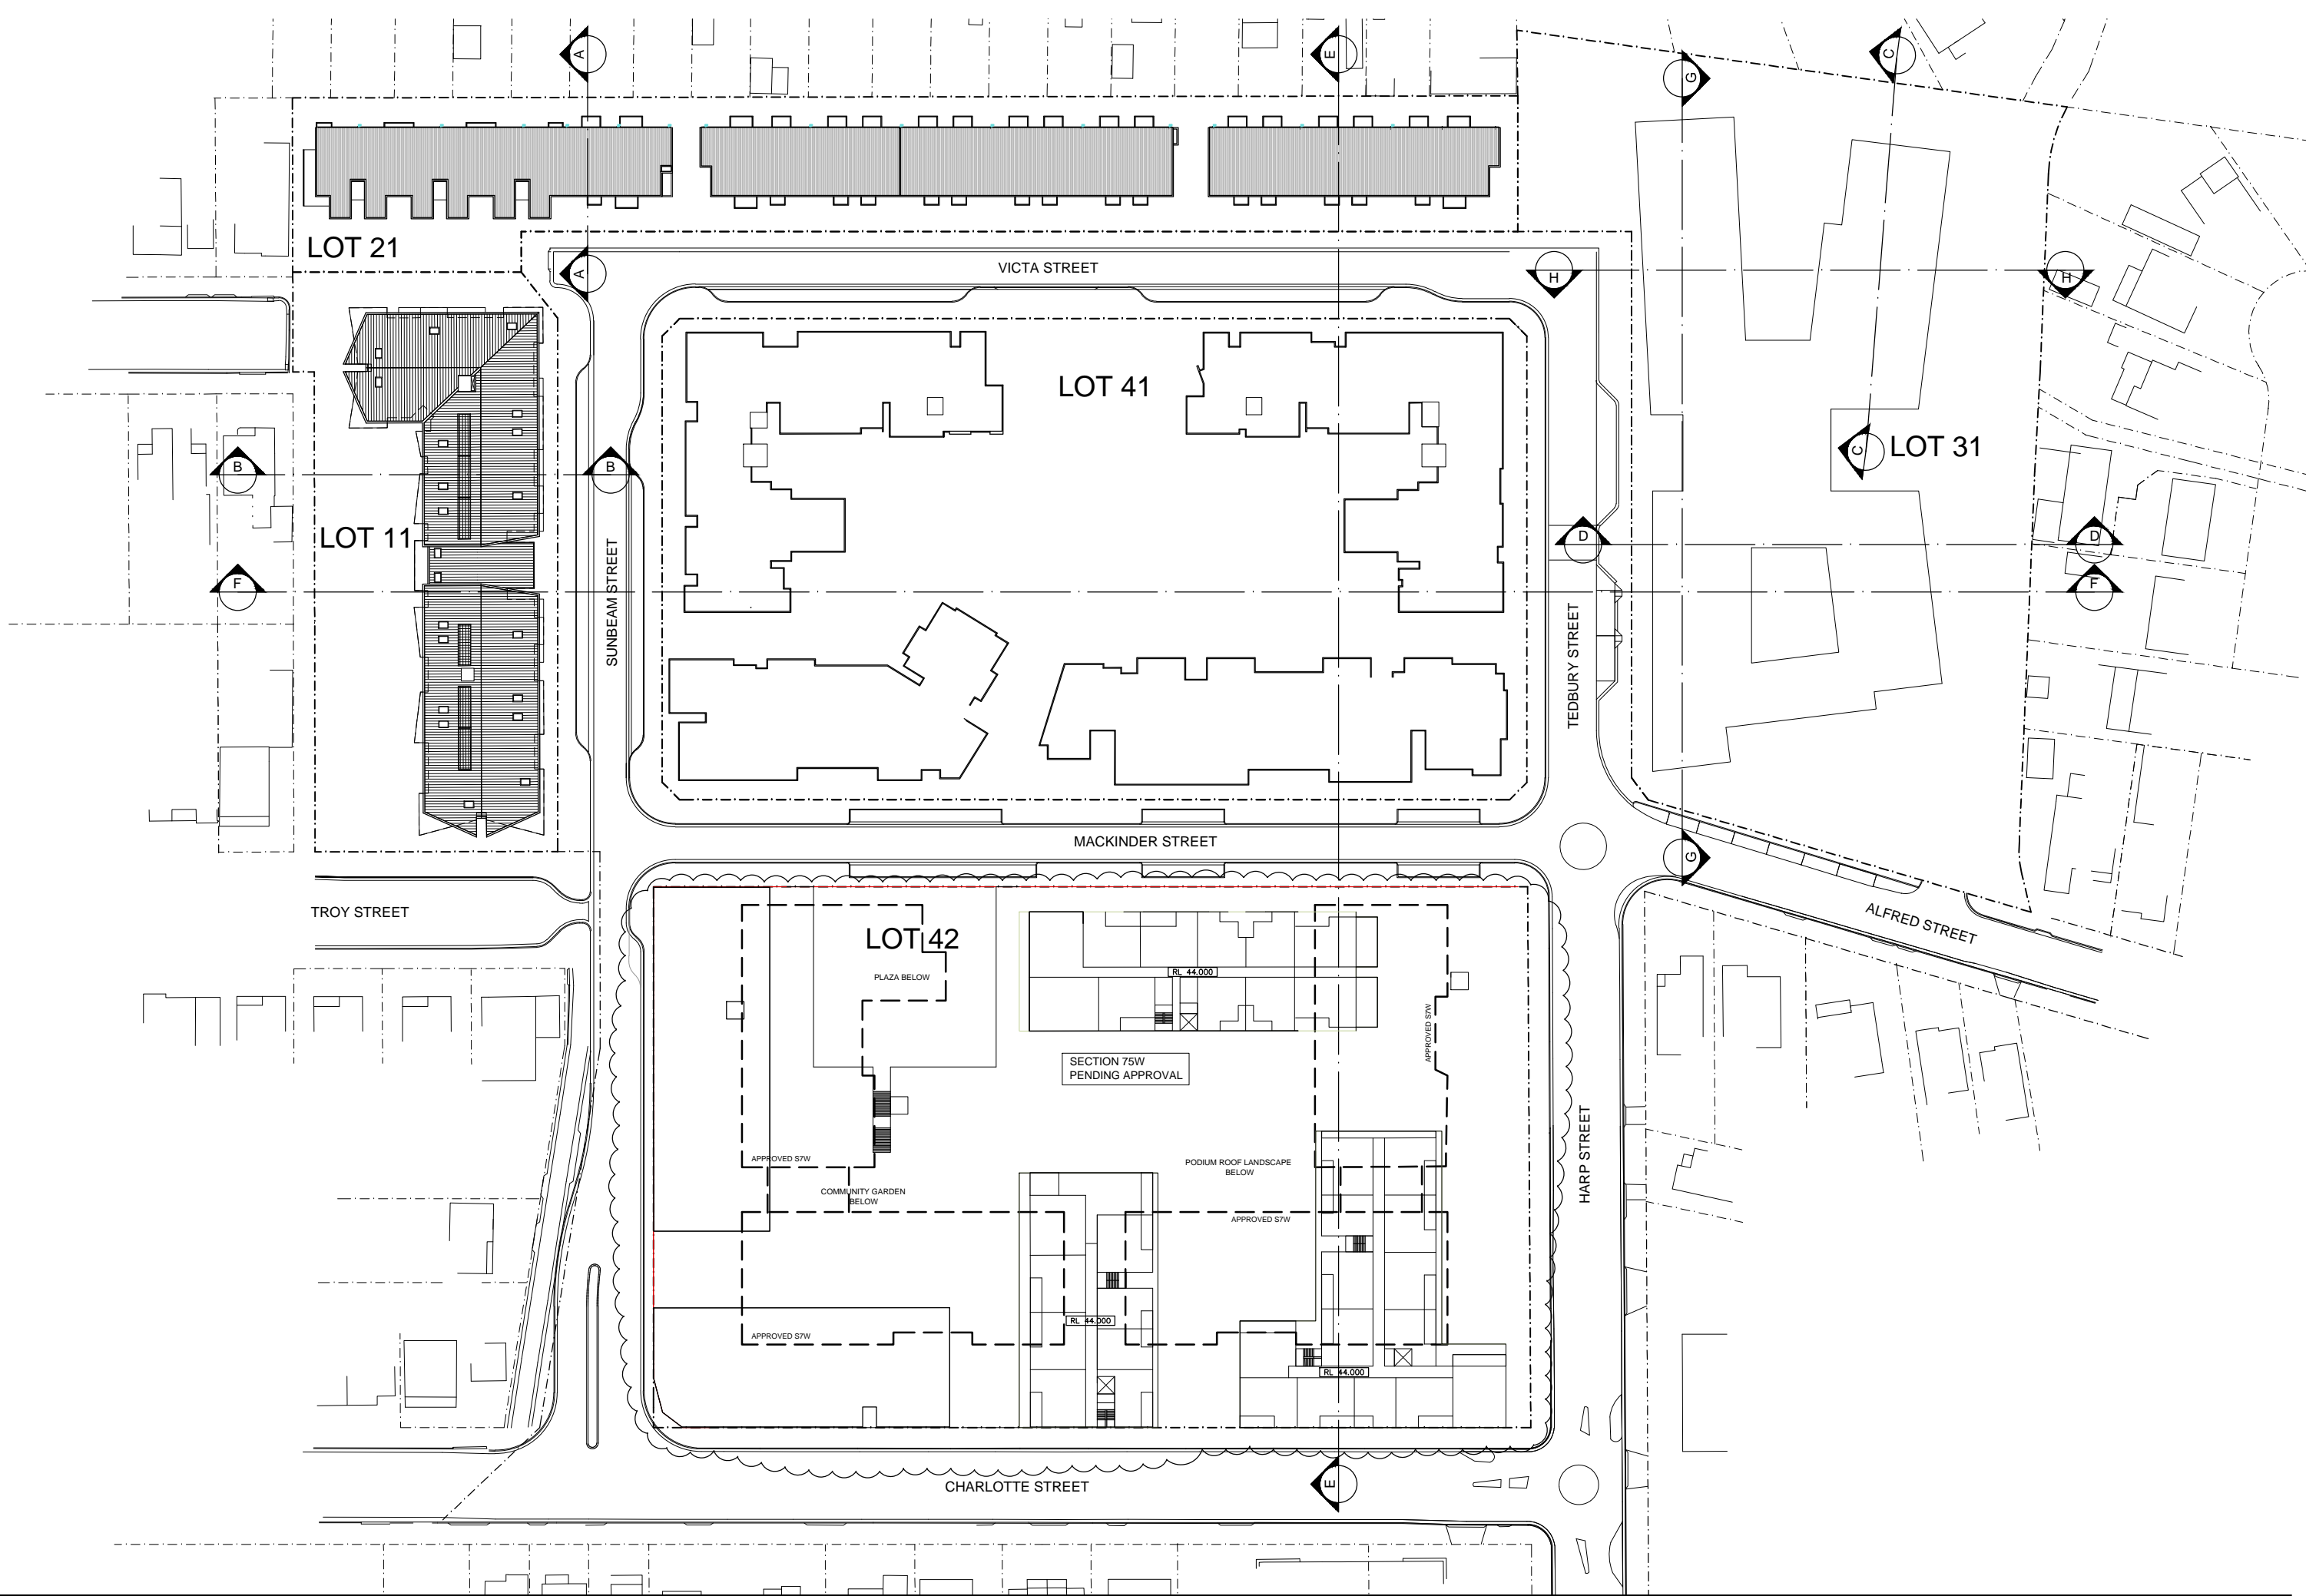 A
E
G
C
LOT 21
A
VICTA STREET
H
H
LOT 41
B
B
C
LOT 31
LOT 11
D
D
F
F
SUNBEAM STREET
TEDBURY STREET
MACKINDER STREET
G
TROY STREET
ALFRED STREET
LOT 42
PLAZA BELOW
RL 44.000
APPROVED S7W
SECTION 75W
PENDING APPROVAL
APPROVED S7W
PODIUM ROOF LANDSCAPE
BELOW
HARP STREET
COMMUNITY GARDEN
BELOW
APPROVED S7W
RL 44.000
APPROVED S7W
RL 44.000
CHARLOTTE STREET
E